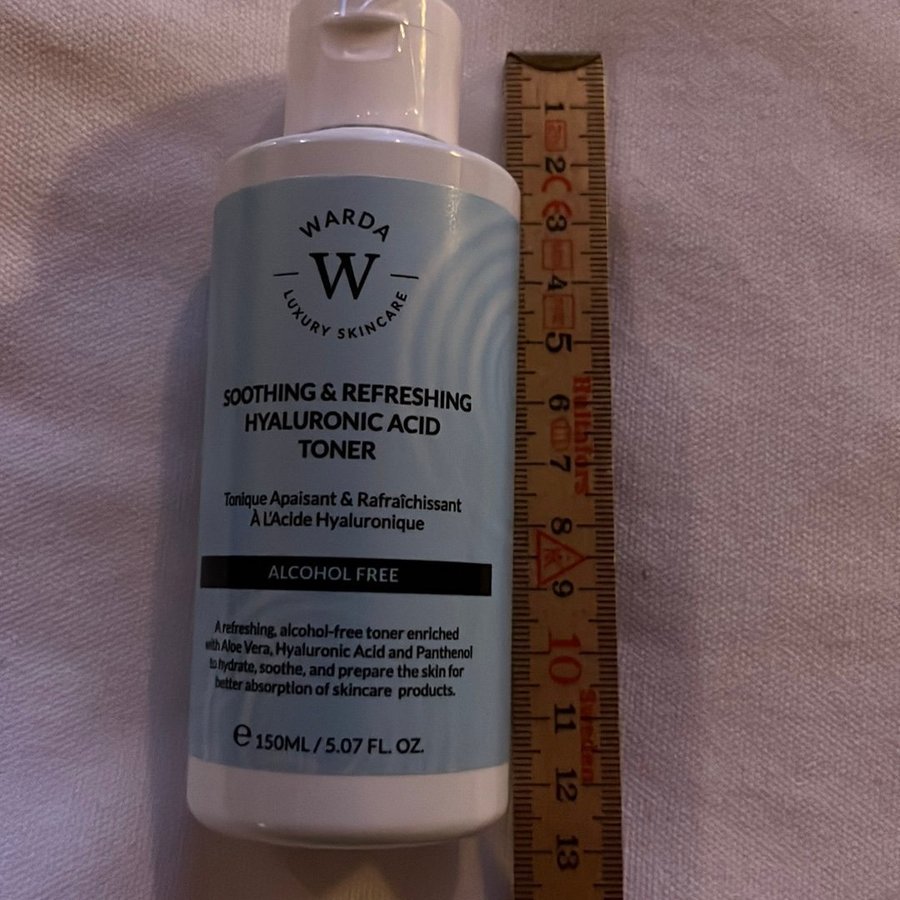 WARDA
W
LUXURY SKINCARE
SOOTHING & REFRESHING
HYALURONIC ACID
TONER
Tonique Apaisant & Rafraîchissant
À L'Acide Hyaluronique
ALCOHOL FREE
A refreshing, alcohol-free toner enriched
with Aloe Vera, Hyaluronic Acid and Panthenol
to hydrate, soothe, and prepare the skin for
better absorption of skincare products.
e 150ML / 5.07 FL. OZ.
1
2
3
4
5
6
7
8
9
10
11
12
13
Hultafors
Sweden